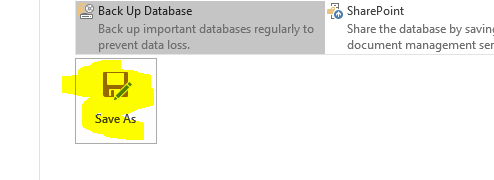 Back Up Database
Back up important databases regularly to
prevent data loss.
SharePoint
Share the database by saving
document management
Save As